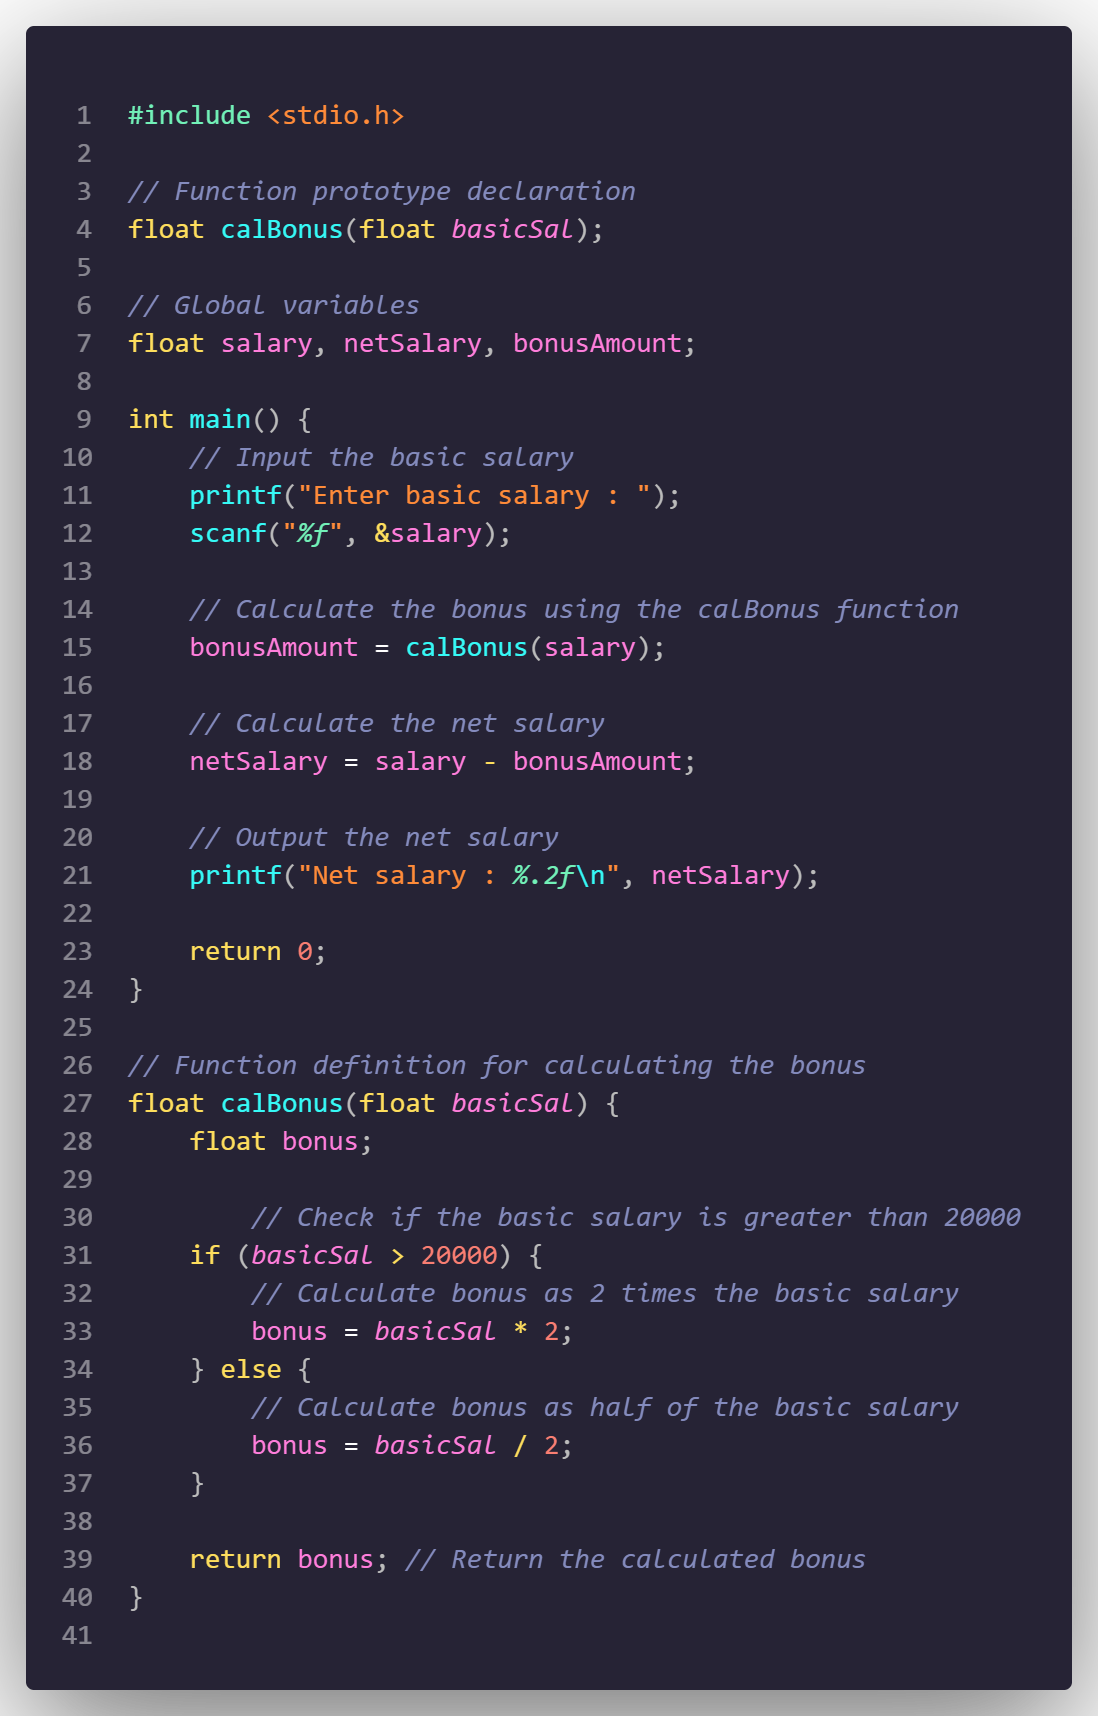 1 #include <stdio.h>
2
3 // Function prototype declaration
4 float calBonus(float basicSal);
5
6 // Global variables
7 float salary, netSalary, bonusAmount;
8
9 int main() {
10     // Input the basic salary
11     printf("Enter basic salary : ");
12     scanf("%f", &salary);
13
14     // Calculate the bonus using the calBonus function
15     bonusAmount = calBonus(salary);
16
17     // Calculate the net salary
18     netSalary = salary - bonusAmount;
19
20     // Output the net salary
21     printf("Net salary : %.2f\n", netSalary);
22
23     return 0;
24 }
25
26 // Function definition for calculating the bonus
27 float calBonus(float basicSal) {
28     float bonus;
29
30         // Check if the basic salary is greater than 20000
31     if (basicSal > 20000) {
32         // Calculate bonus as 2 times the basic salary
33         bonus = basicSal * 2;
34     } else {
35         // Calculate bonus as half of the basic salary
36         bonus = basicSal / 2;
37     }
38
39     return bonus; // Return the calculated bonus
40 }
41